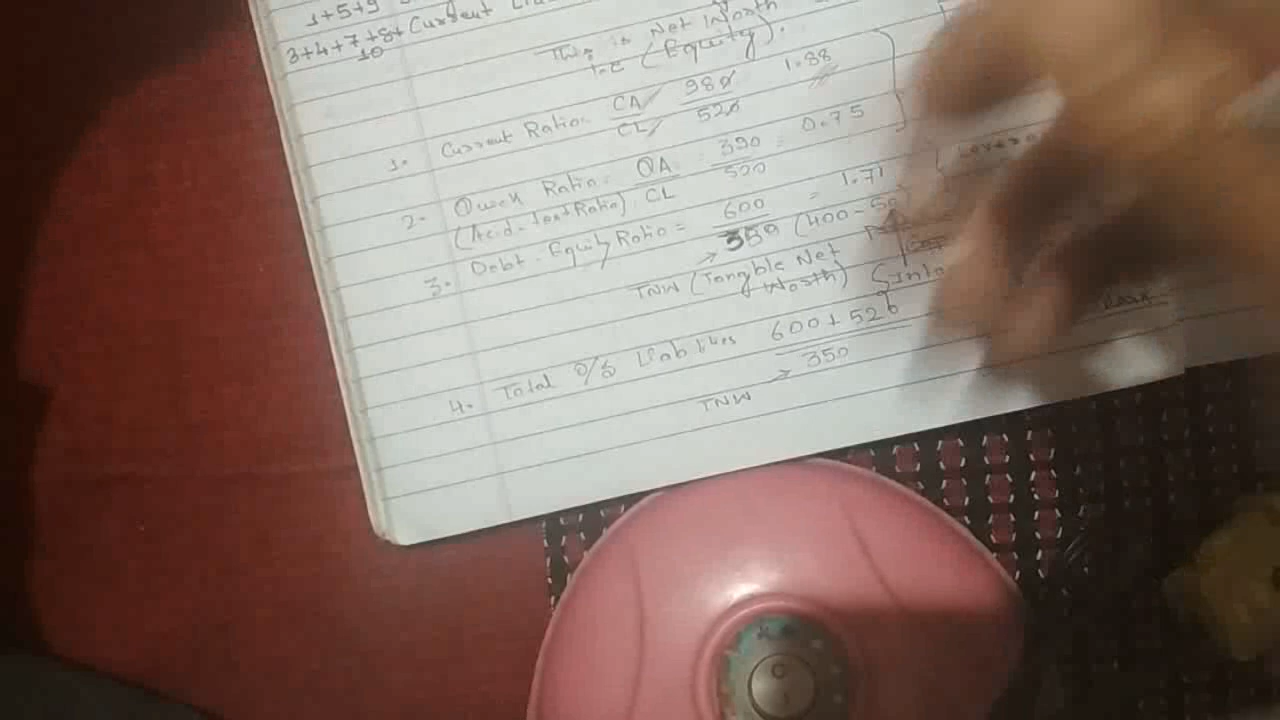 1+5+9
3+4+7+8+ Current Lia
10
This is Net Worth
i.e (Equity).
1. Current Ratio = CA 980 1.88
CL 520
2. Quick Ratio = QA = 390 = 0.75
(Acid-Test Ratio) CL 520
3. Debt-Equity Ratio = 600 = 1.71
350 (400-50
TNW (Tangible Net
Worth) (Inta
4. Total O/S Liabilities 600+520
TNW 350